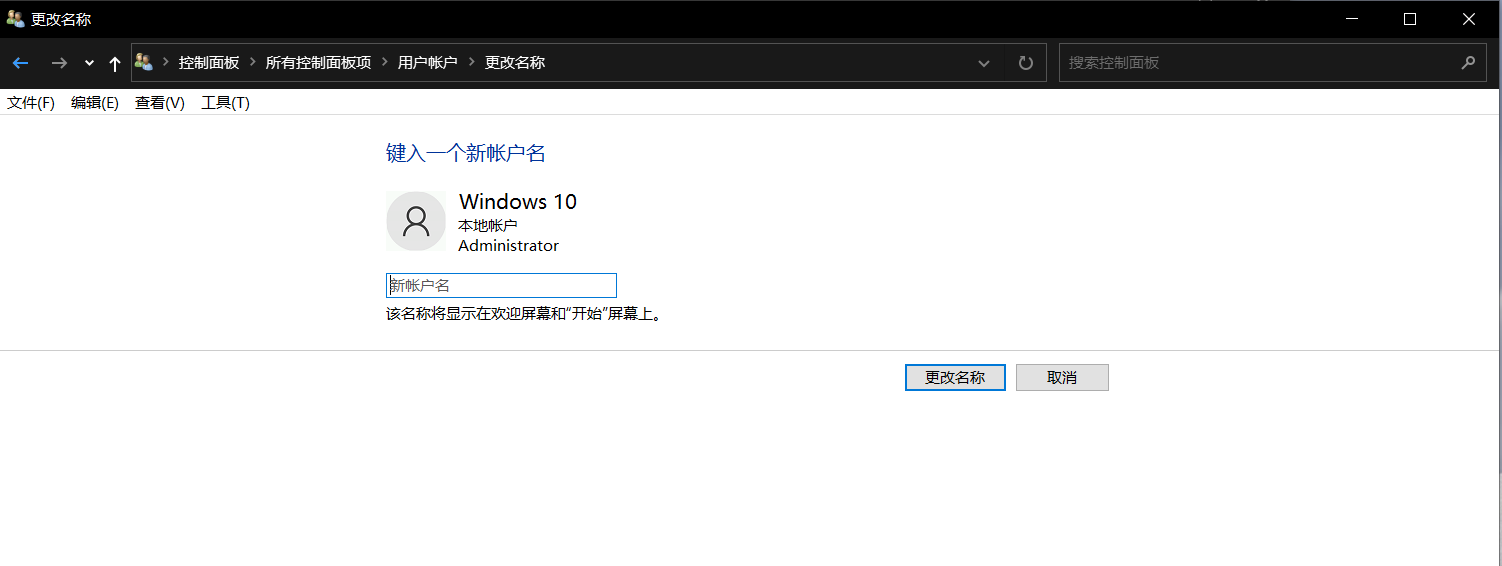 更改名称
控制面板 所有控制面板项 用户帐户 更改名称 搜索控制面板
文件(F) 编辑(E) 查看(V) 工具(T)
键入一个新帐户名
Windows 10
本地帐户
Administrator
新帐户名
该名称将显示在欢迎屏幕和“开始”屏幕上。
更改名称 取消